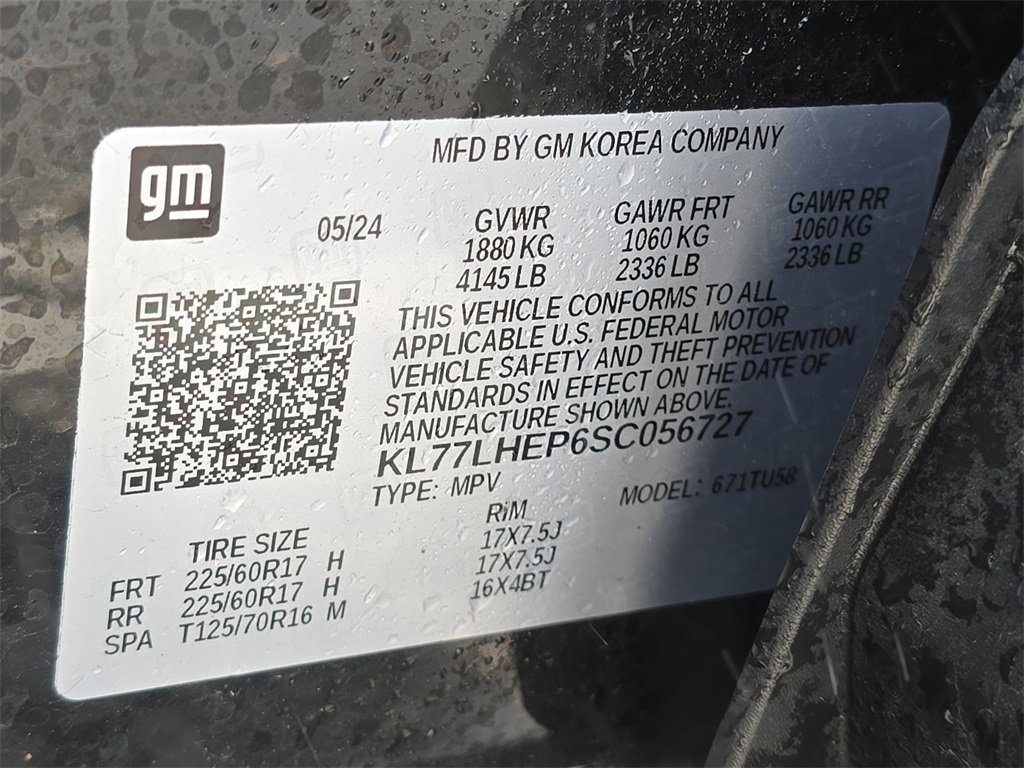 gm
MFD BY GM KOREA COMPANY
05/24
GVWR GAWR FRT GAWR RR
1880 KG 1060 KG 1060 KG
4145 LB 2336 LB 2336 LB
THIS VEHICLE CONFORMS TO ALL
APPLICABLE U.S. FEDERAL MOTOR
VEHICLE SAFETY AND THEFT PREVENTION
STANDARDS IN EFFECT ON THE DATE OF
MANUFACTURE SHOWN ABOVE.
KL77LHEP6SC056727
TYPE: MPV MODEL: 671TU58
TIRE SIZE RIM
FRT 225/60R17 H 17X7.5J
RR 225/60R17 H 17X7.5J
SPA T125/70R16 M 16X4BT